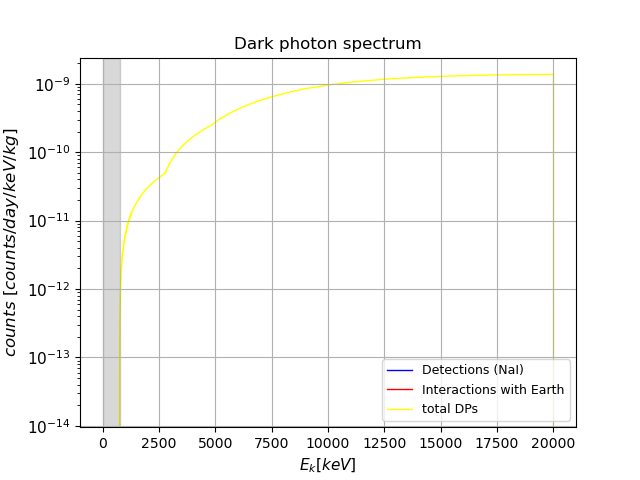 Dark photon spectrum
counts [counts/day/keV/kg]
10⁻⁹
10⁻¹⁰
10⁻¹¹
10⁻¹²
10⁻¹³
10⁻¹⁴
Detections (NaI)
Interactions with Earth
total DPs
0 2500 5000 7500 10000 12500 15000 17500 20000
Eₖ[keV]